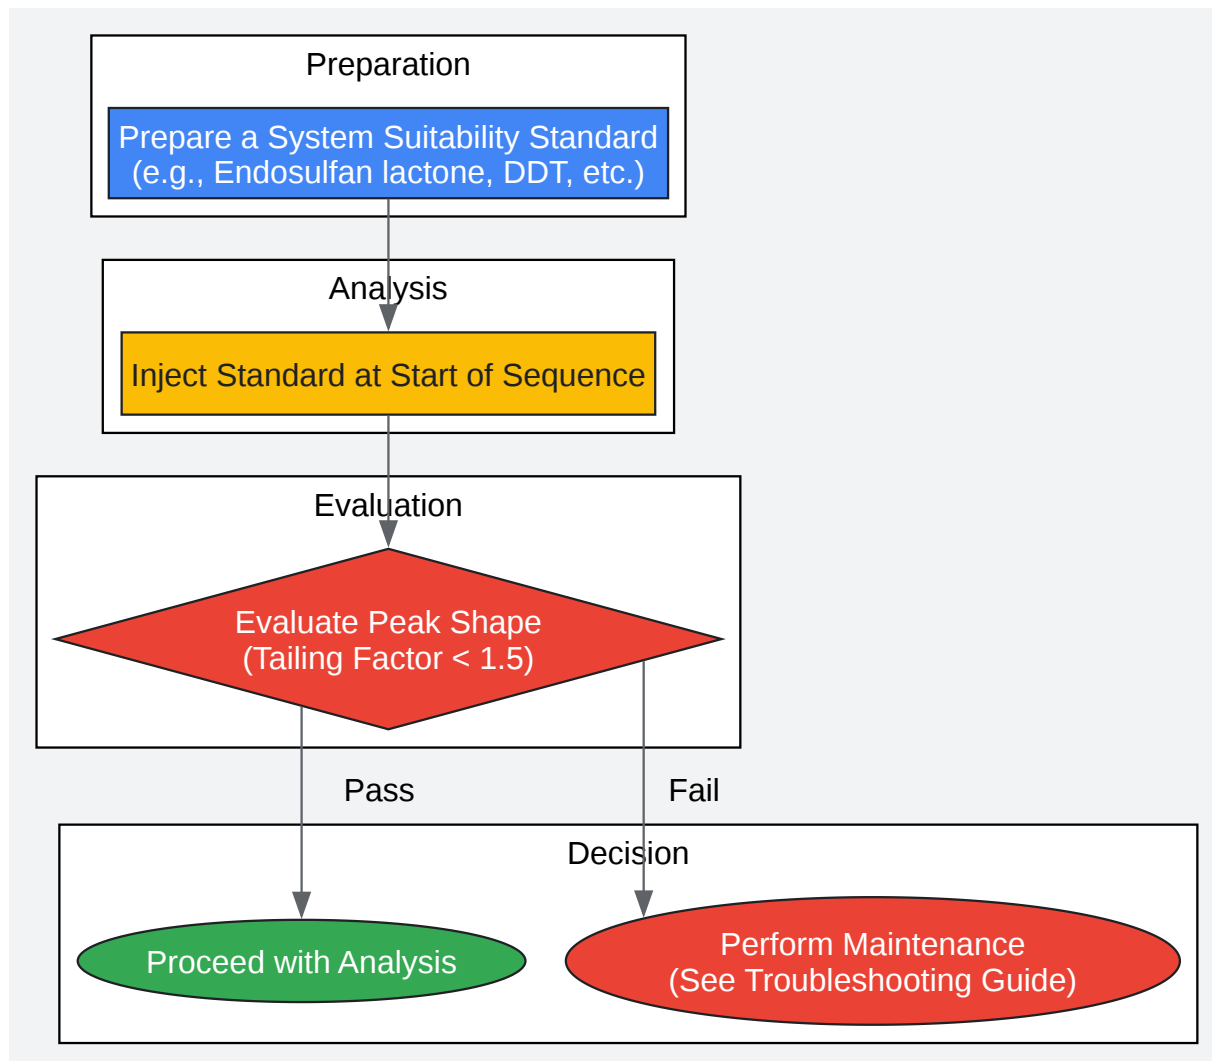 Preparation
Prepare a System Suitability Standard
(e.g., Endosulfan lactone, DDT, etc.)
Analysis
Inject Standard at Start of Sequence
Evaluation
Evaluate Peak Shape
(Tailing Factor < 1.5)
Pass
Fail
Decision
Proceed with Analysis
Perform Maintenance
(See Troubleshooting Guide)